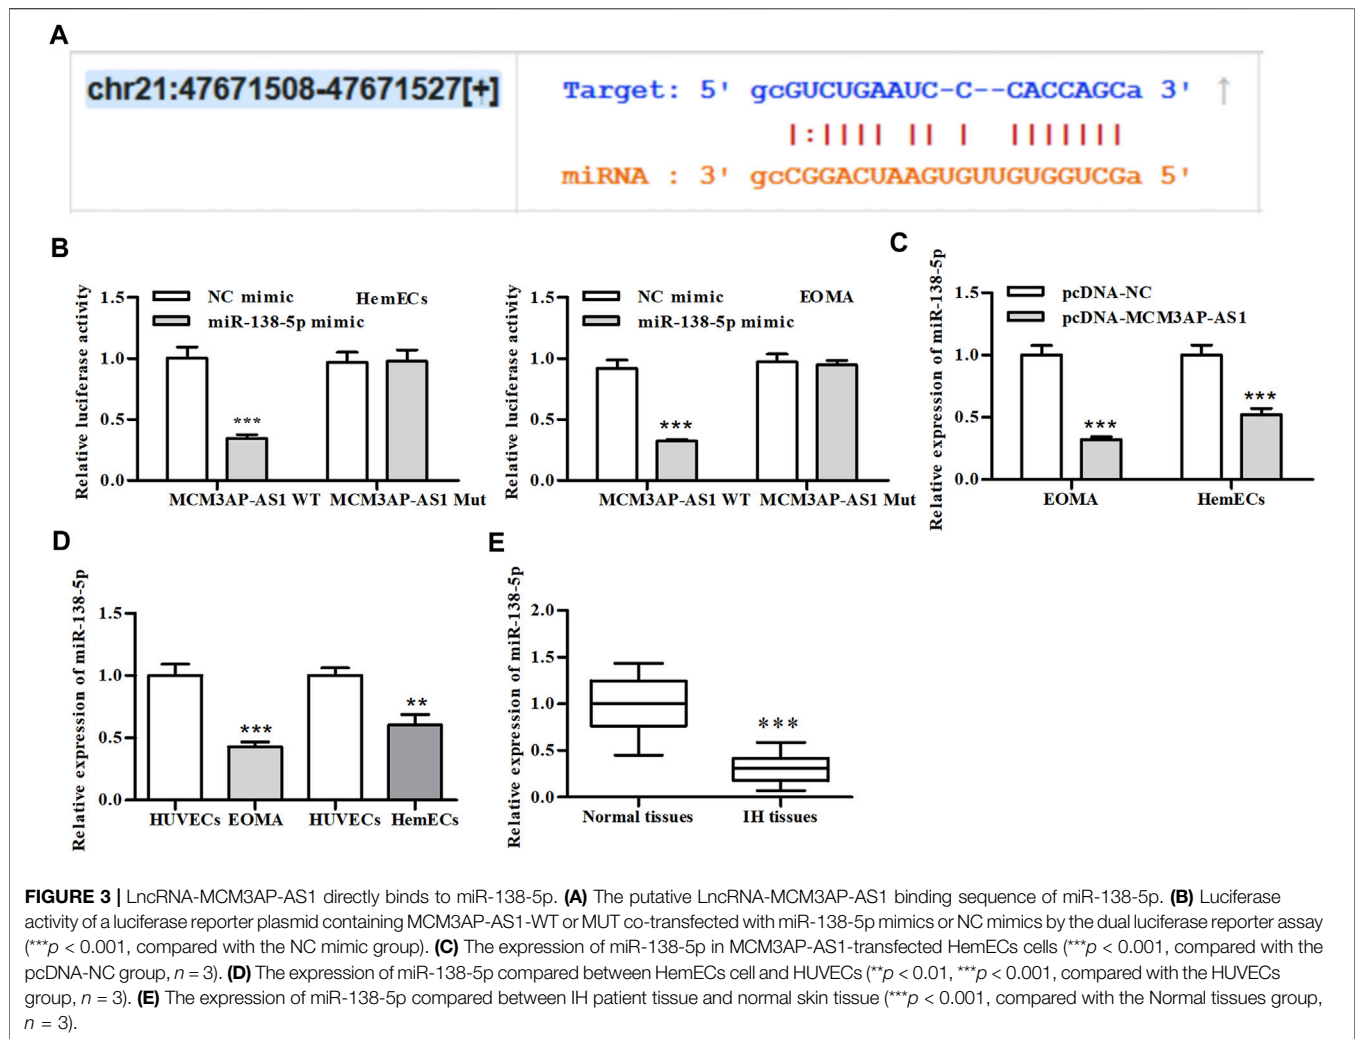 A
chr21:47671508-47671527[+]
Target: 5' gcGUCUGAAUC-C--CACCAGCa 3' ↑
|:|||| || | |||||||
miRNA : 3' gcCGGACUAAGUGUUGUGGUCGa 5'
B
Relative luciferase activity
1.5
1.0
0.5
0.0
NC mimic
miR-138-5p mimic
HemECs
***
MCM3AP-AS1 WT MCM3AP-AS1 Mut
Relative luciferase activity
1.5
1.0
0.5
0.0
NC mimic
miR-138-5p mimic
EOMA
***
MCM3AP-AS1 WT MCM3AP-AS1 Mut
C
Relative expression of miR-138-5p
1.5
1.0
0.5
0.0
pcDNA-NC
pcDNA-MCM3AP-AS1
***
***
EOMA HemECs
D
Relative expression of miR-138-5p
1.5
1.0
0.5
0.0
***
**
HUVECs EOMA HUVECs HemECs
E
Relative expression of miR-138-5p
2.0
1.5
1.0
0.5
0.0
***
Normal tissues IH tissues
FIGURE 3 | LncRNA-MCM3AP-AS1 directly binds to miR-138-5p. (A) The putative LncRNA-MCM3AP-AS1 binding sequence of miR-138-5p. (B) Luciferase
activity of a luciferase reporter plasmid containing MCM3AP-AS1-WT or MUT co-transfected with miR-138-5p mimics or NC mimics by the dual luciferase reporter assay
(***p < 0.001, compared with the NC mimic group). (C) The expression of miR-138-5p in MCM3AP-AS1-transfected HemECs cells (***p < 0.001, compared with the
pcDNA-NC group, n = 3). (D) The expression of miR-138-5p compared between HemECs cell and HUVECs (**p < 0.01, ***p < 0.001, compared with the HUVECs
group, n = 3). (E) The expression of miR-138-5p compared between IH patient tissue and normal skin tissue (***p < 0.001, compared with the Normal tissues group,
n = 3).